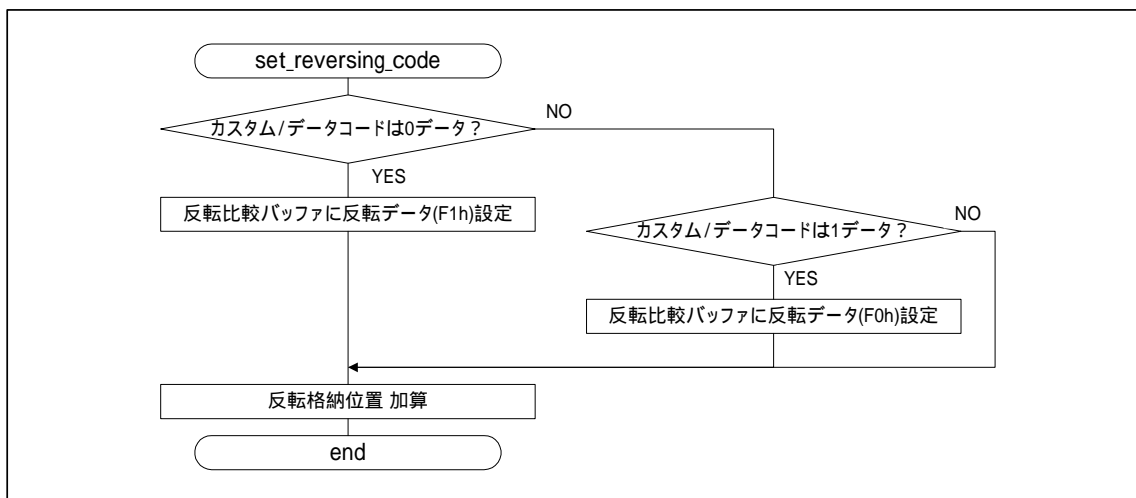 set_reversing_code
カスタム/データコードは0データ？
NO
YES
反転比較バッファに反転データ(F1h)設定
カスタム/データコードは1データ？
NO
YES
反転比較バッファに反転データ(F0h)設定
反転格納位置 加算
end